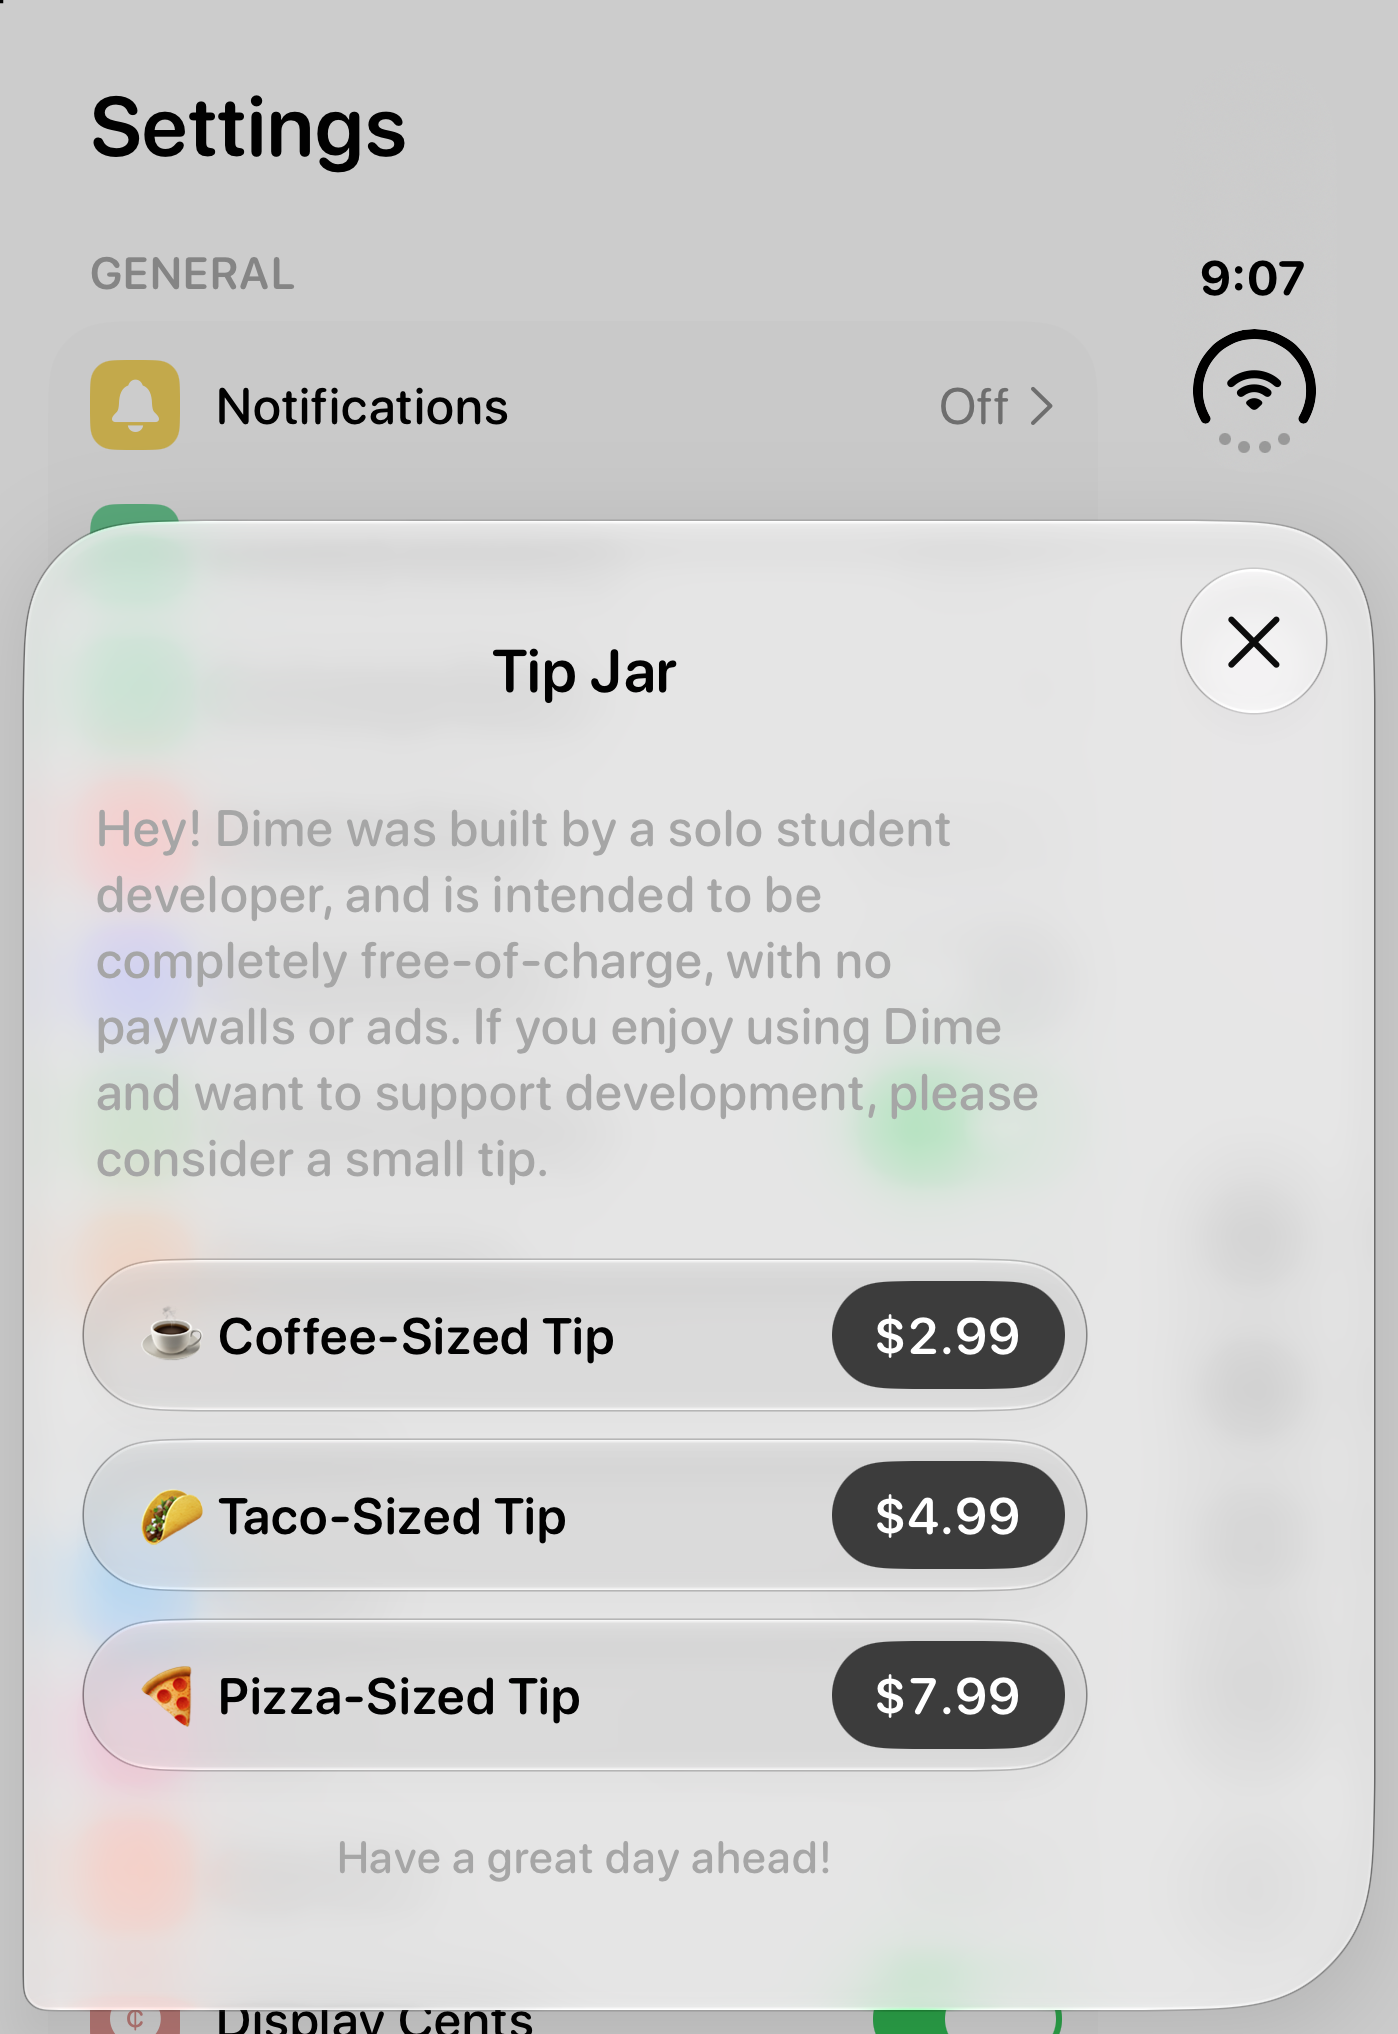 Settings
GENERAL
9:07
Notifications
Off
Tip Jar
Hey! Dime was built by a solo student
developer, and is intended to be
completely free-of-charge, with no
paywalls or ads. If you enjoy using Dime
and want to support development, please
consider a small tip.
Coffee-Sized Tip
$2.99
Taco-Sized Tip
$4.99
Pizza-Sized Tip
$7.99
Have a great day ahead!
¢
Display Cents